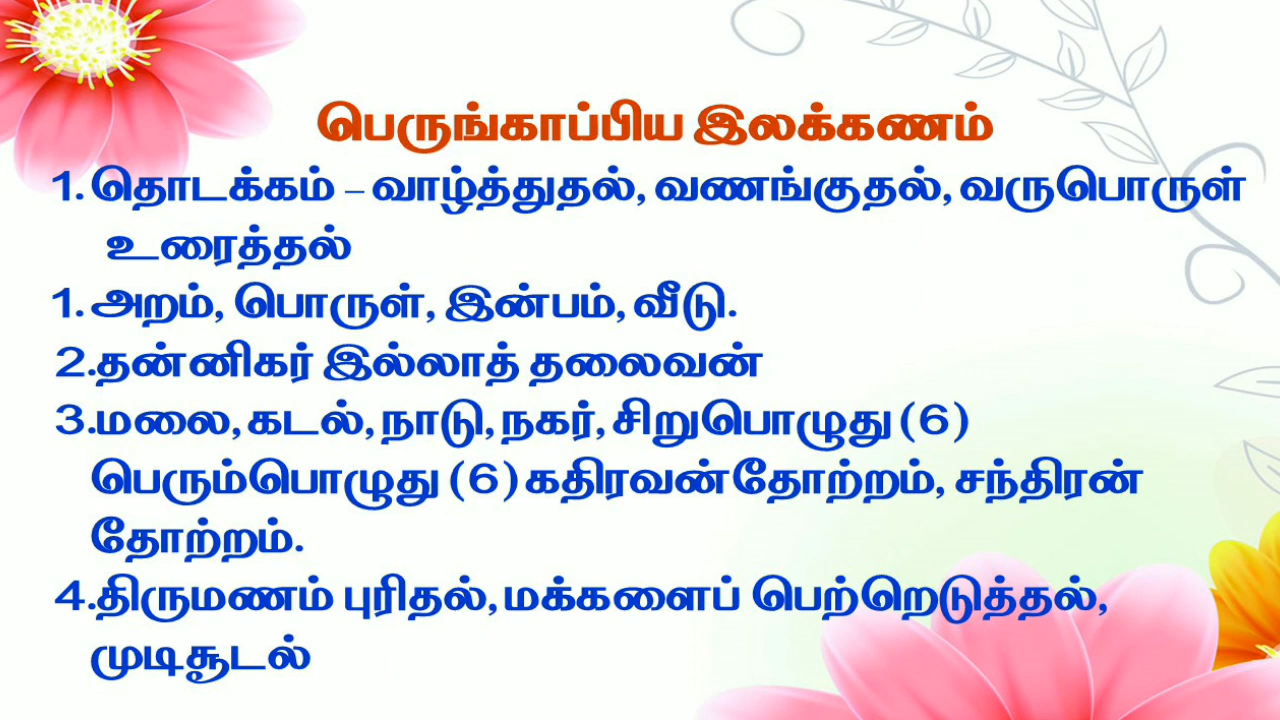 பெருங்காப்பிய இலக்கணம்
1. தொடக்கம் – வாழ்த்துதல், வணங்குதல், வருபொருள்
உரைத்தல்
1. அறம், பொருள், இன்பம், வீடு.
2.தன்னிகர் இல்லாத் தலைவன்
3.மலை, கடல், நாடு, நகர், சிறுபொழுது (6)
பெரும்பொழுது (6) கதிரவன்தோற்றம், சந்திரன்
தோற்றம்.
4.திருமணம் புரிதல், மக்களைப் பெற்றெடுத்தல்,
முடிசூடல்